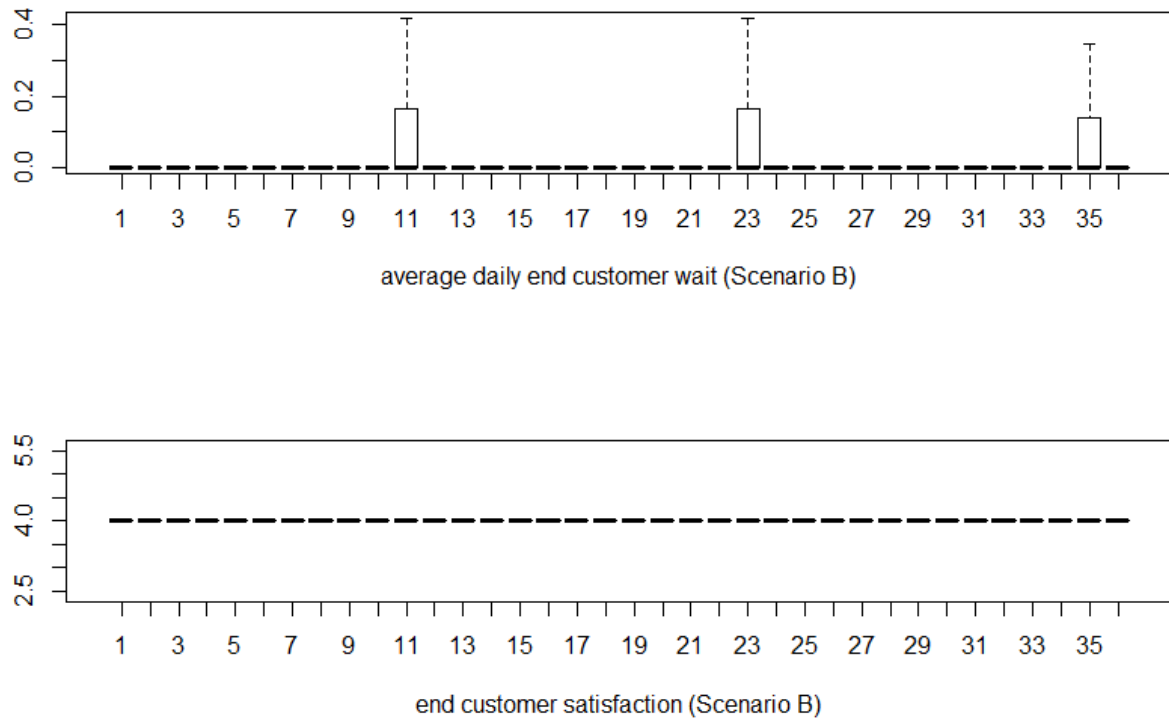 0.4
0.2
0.0
1 3 5 7 9 11 13 15 17 19 21 23 25 27 29 31 33 35
average daily end customer wait (Scenario B)
5.5
4.0
2.5
1 3 5 7 9 11 13 15 17 19 21 23 25 27 29 31 33 35
end customer satisfaction (Scenario B)